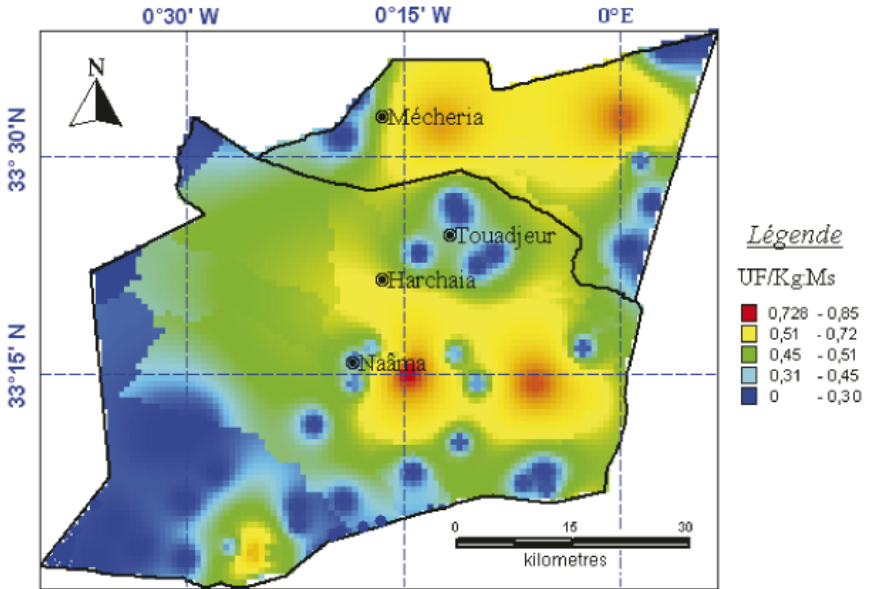 0°30' W 0°15' W 0°E
N
33° 30'N
Mécheria
Touadjeur
Harchaia
33°15' N
Naâma
Légende
UF/Kg:Ms
0,728 - 0,85
0,51 - 0,72
0,45 - 0,51
0,31 - 0,45
0 - 0,30
0 15 30
kilometres